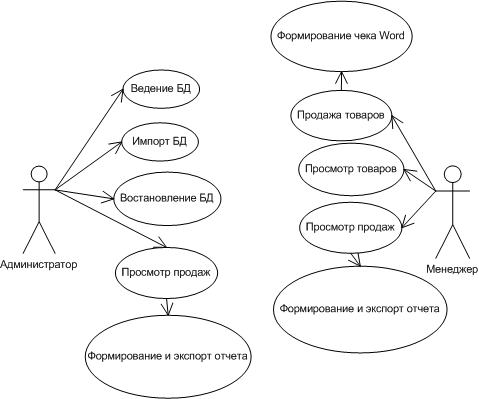 Формирование чека Word
Ведение БД
Продажа товаров
Импорт БД
Просмотр товаров
Востановление БД
Просмотр продаж
Администратор
Менеджер
Просмотр продаж
Формирование и экспорт отчета
Формирование и экспорт отчета